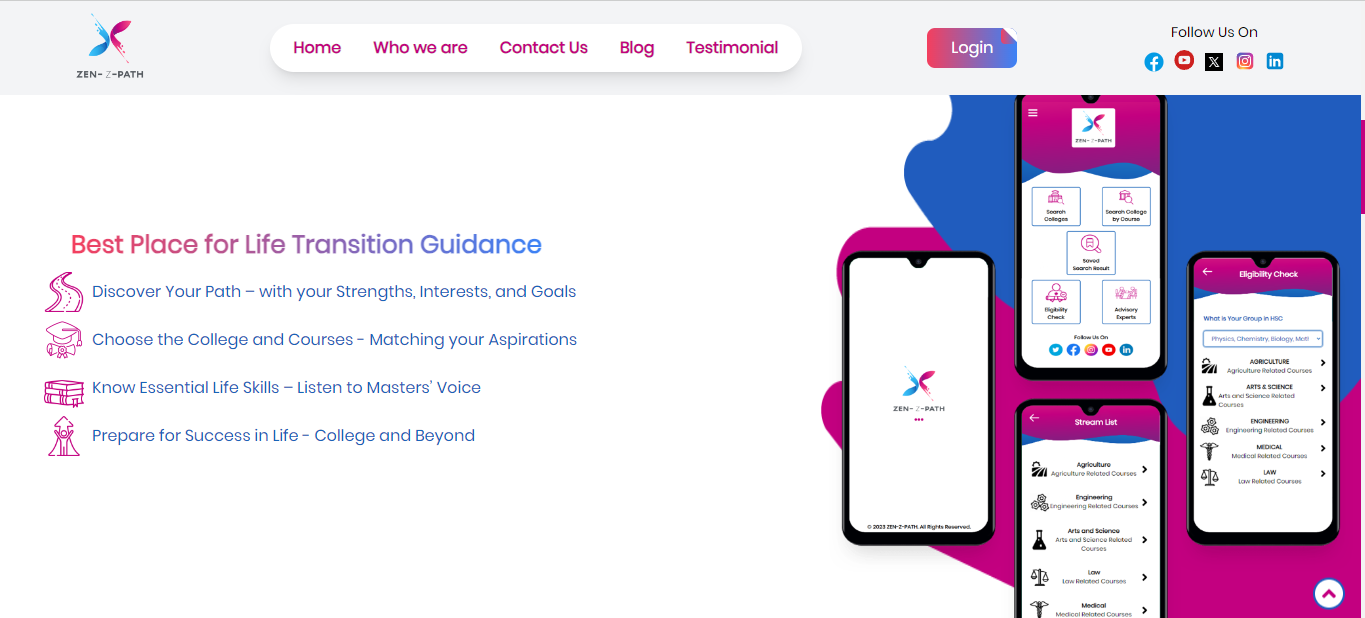 ZEN-Z-PATH
Home
Who we are
Contact Us
Blog
Testimonial
Login
Follow Us On
Best Place for Life Transition Guidance
Discover Your Path – with your Strengths, Interests, and Goals
Choose the College and Courses - Matching your Aspirations
Know Essential Life Skills – Listen to Masters’ Voice
Prepare for Success in Life - College and Beyond
ZEN-Z-PATH
© 2023 ZEN-Z-PATH. All Rights Reserved.
ZEN-Z-PATH
Search
Colleges
Search College
by Course
Saved
Search Result
Eligibility
Check
Advisory
Experts
Follow Us On
Stream List
Agriculture
Agriculture Related Courses
Engineering
Engineering Related Courses
Arts and Science
Arts and Science Related
Courses
Law
Law Related Courses
Medical
Medical Related Courses
Eligibility Check
What is Your Group in HSC
Physics, Chemistry, Biology, Mat
AGRICULTURE
Agriculture Related Courses
ARTS & SCIENCE
Arts and Science Related
Courses
ENGINEERING
Engineering Related Courses
MEDICAL
Medical Related Courses
LAW
Law Related Courses